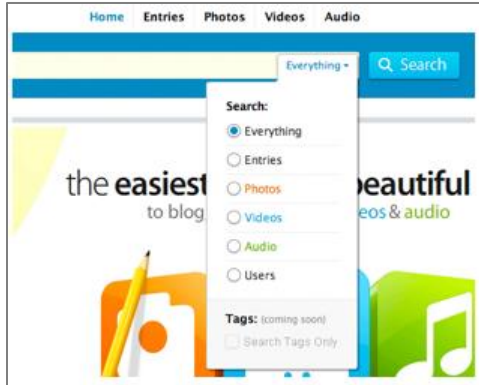 Home Entries Photos Videos Audio
Everything
Search
Search:
Everything
Entries
Photos
Videos
Audio
Users
the easiest beautiful
to blog eos & audio
Tags: (coming soon)
Search Tags Only